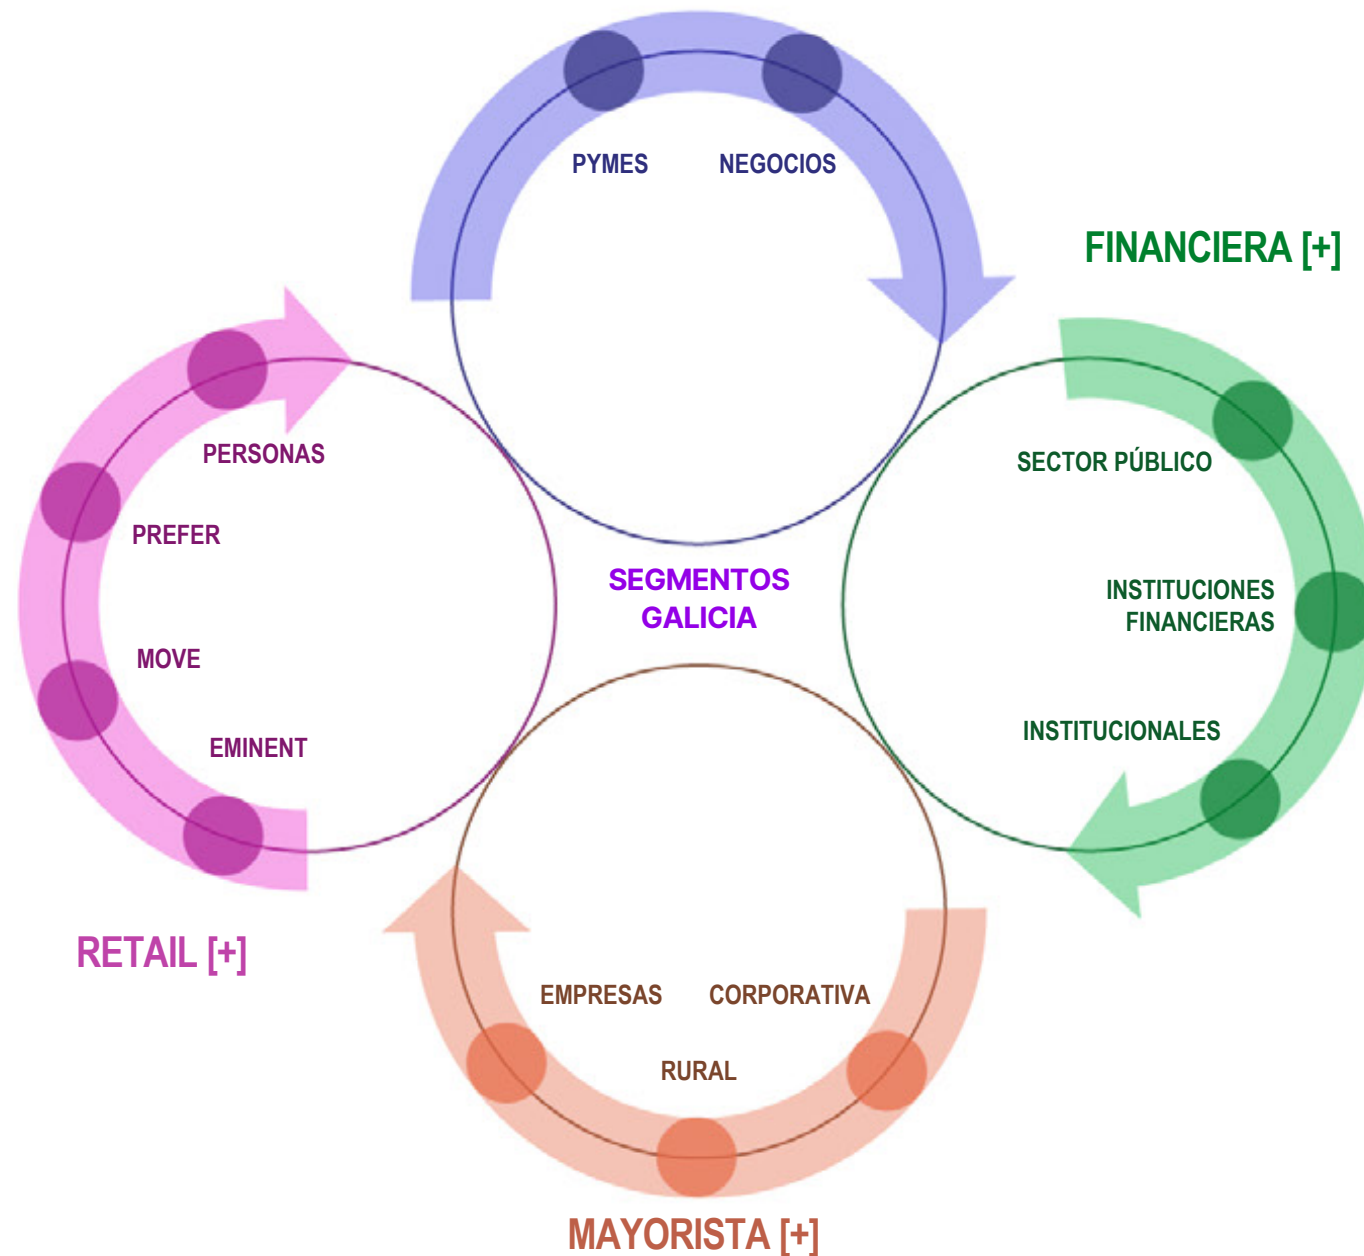 PYMES
NEGOCIOS
FINANCIERA [+]
PERSONAS
PREFER
MOVE
EMINENT
RETAIL [+]
SEGMENTOS
GALICIA
SECTOR PÚBLICO
INSTITUCIONES
FINANCIERAS
INSTITUCIONALES
EMPRESAS
CORPORATIVA
RURAL
MAYORISTA [+]